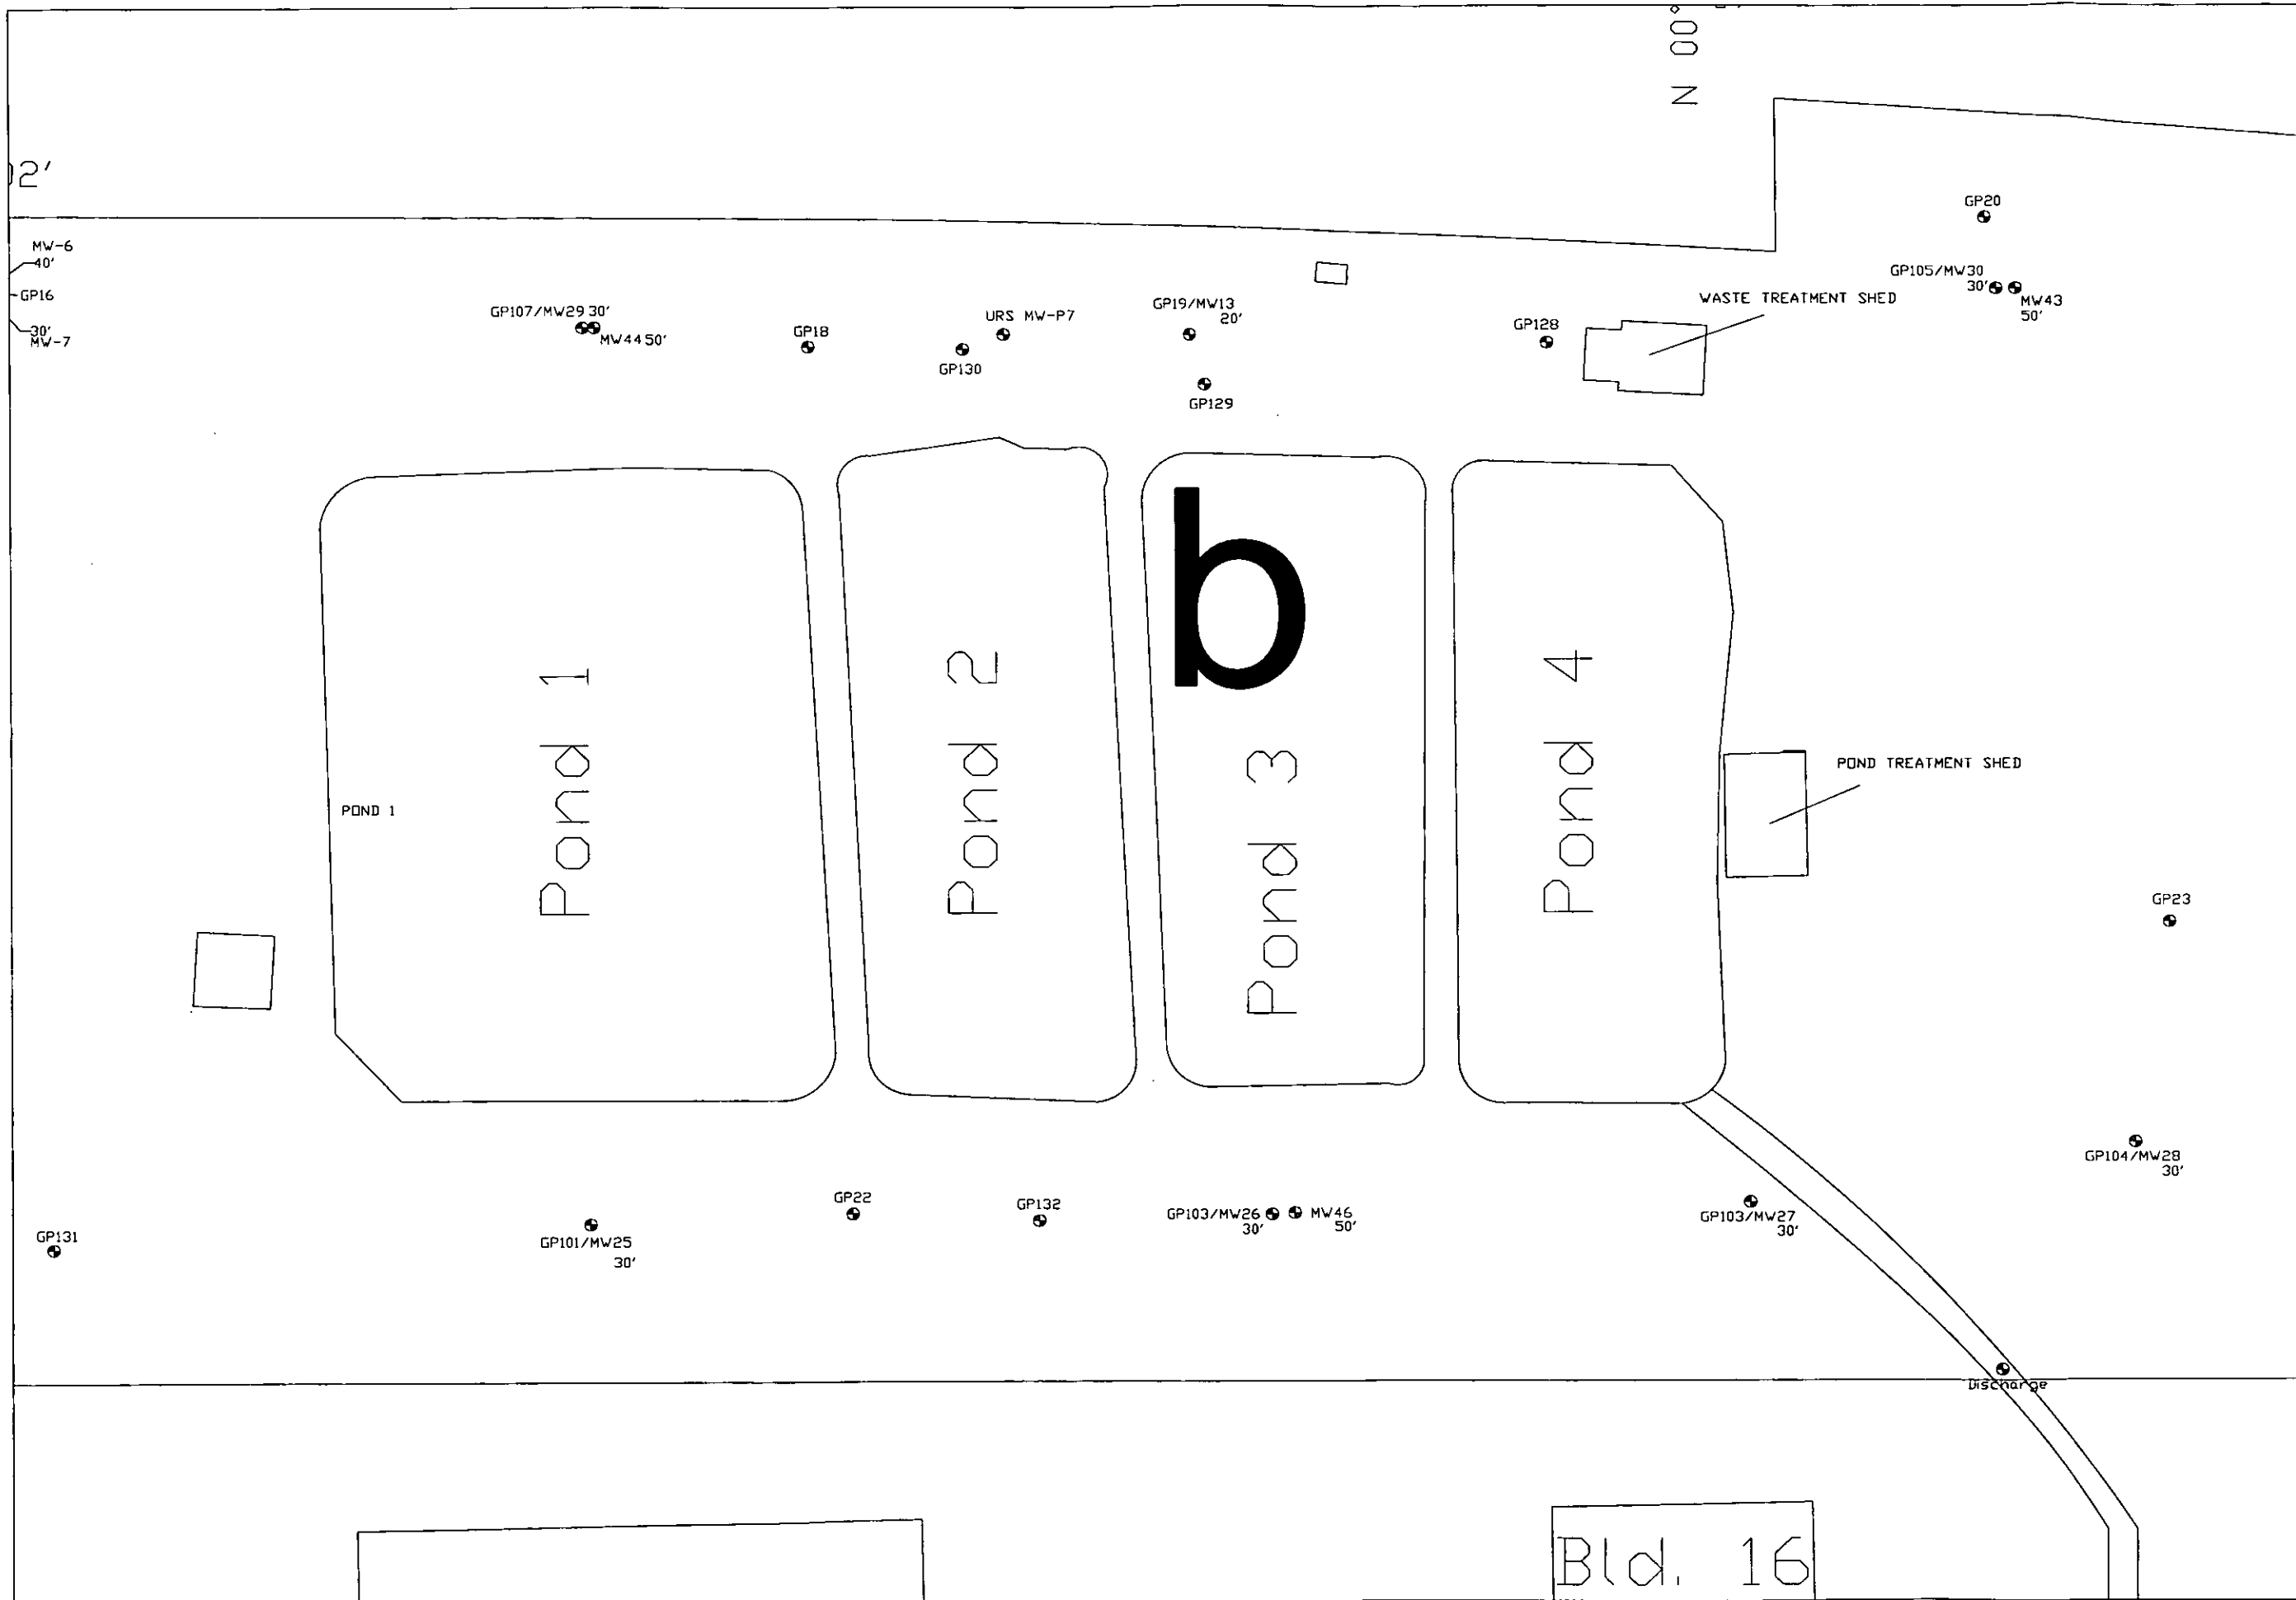 N 00°
02'
MW-6
40'
GP16
30'
MW-7
GP20
GP105/MW30
30'
MW43
50'
GP107/MW29 30'
MW44 50'
GP18
URS MW-P7
GP130
GP19/MW13
20'
GP129
GP128
WASTE TREATMENT SHED
b
Pond 1
Pond 2
Pond 3
Pond 4
POND 1
POND TREATMENT SHED
GP23
GP104/MW28
30'
GP131
GP101/MW25
30'
GP22
GP132
GP103/MW26
30'
MW46
50'
GP103/MW27
30'
Discharge
Bld. 16